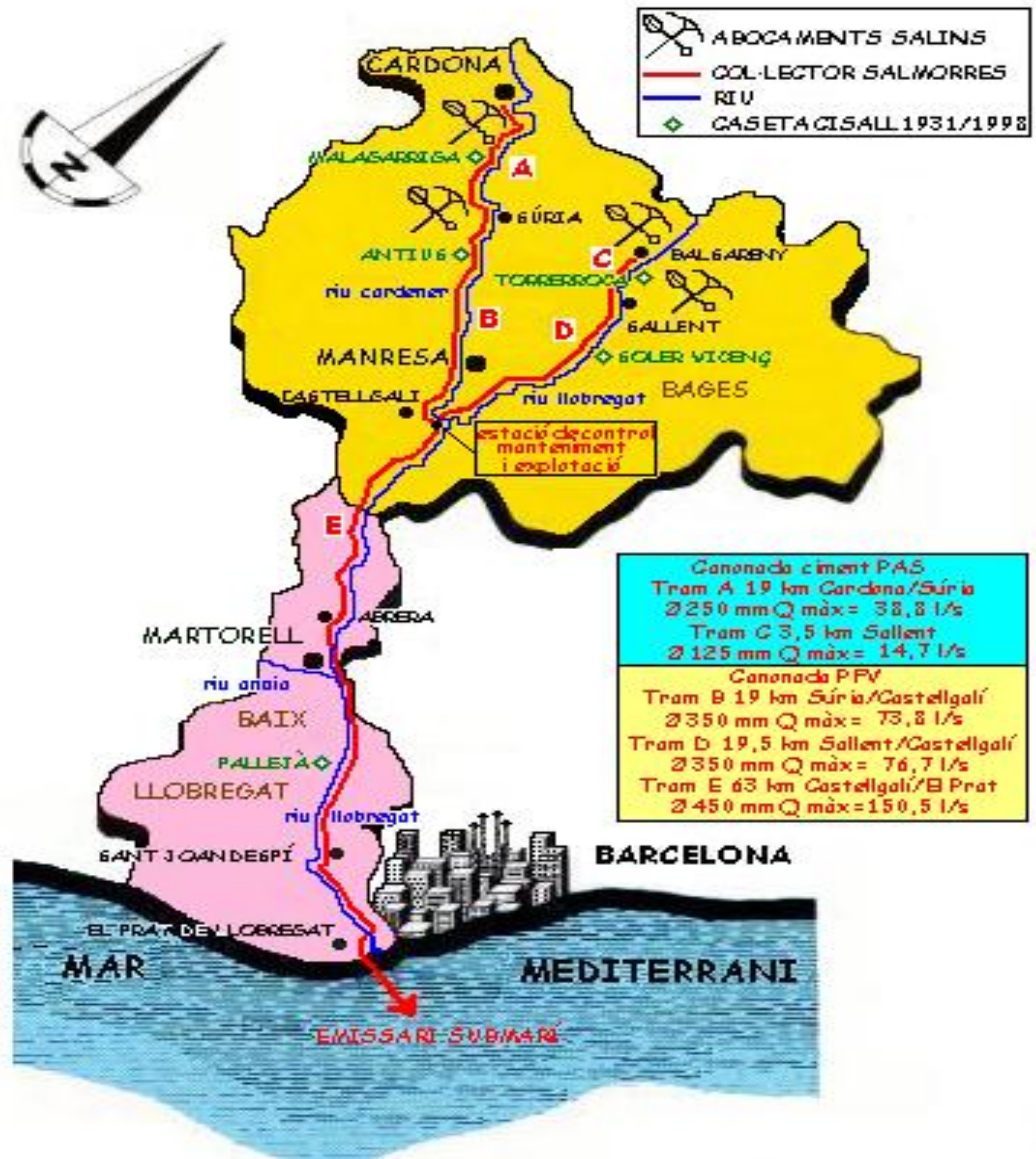 ABOCAMENTS SALINS
COL·LECTOR SALMORRES
RIU
CASETA CISALL 1931/1998
N
CARDONA
MALAGARRIGA
A
SÚRIA
ANTIUS
C
BALSARENY
TORRERROCA
riu cardener
B
D
SALLENT
MANRESA
SOLER VICENÇ
BAGES
CASTELLGALI
riu llobregat
estació de control
manteniment
i explotació
E
ABRERA
MARTORELL
riu anoia
BAIX
PALLEJÀ
LLOBREGAT
riu llobregat
SANT JOAN DESPÍ
BARCELONA
EL PRAT DE LLOBREGAT
MAR
MEDITERRANI
EMISSARI SUBMARÍ
Canonada ciment PAS
Tram A 19 km Cardona/Súria
Ø250 mm Q màx= 38,8 l/s
Tram C 3,5 km Sallent
Ø125 mm Q màx= 14,7 l/s
Canonada PFV
Tram B 19 km Súria/Castellgalí
Ø350 mm Q màx= 73,8 l/s
Tram D 19,5 km Sallent/Castellgalí
Ø350 mm Q màx= 76,7 l/s
Tram E 63 km Castellgalí/El Prat
Ø450 mm Q màx=150,5 l/s